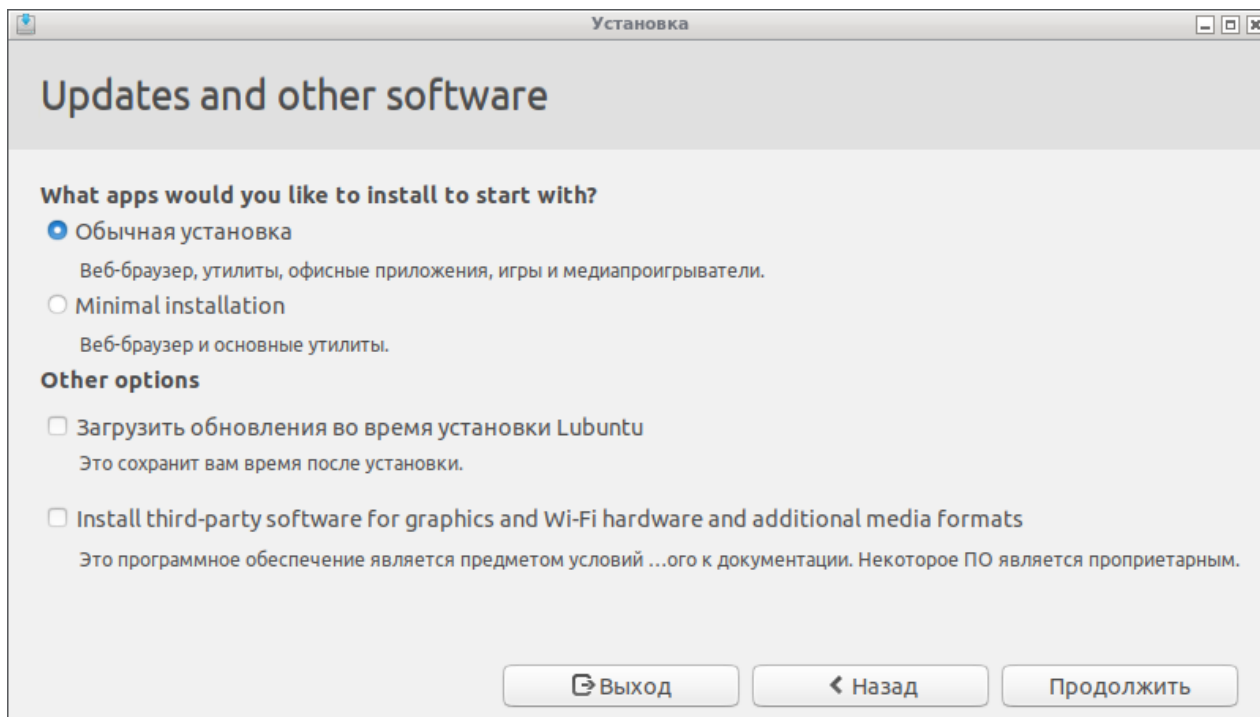 Установка
Updates and other software
What apps would you like to install to start with?
Обычная установка
Веб-браузер, утилиты, офисные приложения, игры и медиапроигрыватели.
Minimal installation
Веб-браузер и основные утилиты.
Other options
Загрузить обновления во время установки Lubuntu
Это сохранит вам время после установки.
Install third-party software for graphics and Wi-Fi hardware and additional media formats
Это программное обеспечение является предметом условий …ого к документации. Некоторое ПО является проприетарным.
Выход Назад Продолжить